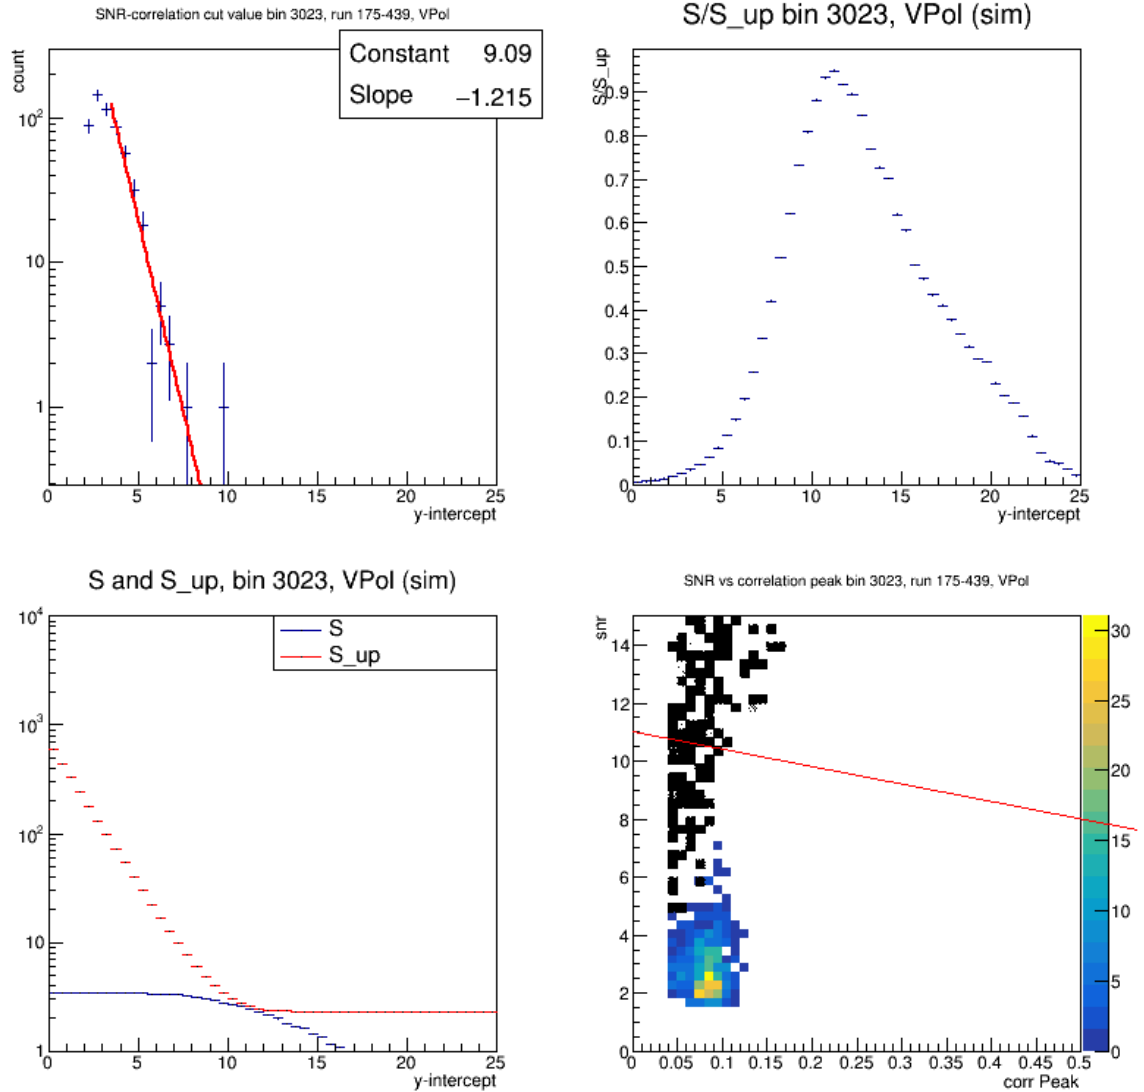 SNR-correlation cut value bin 3023, run 175-439, VPol
count
Constant 9.09
Slope −1.215
10²
10
1
0 5 10 15 20 25
y-intercept
S/S_up bin 3023, VPol (sim)
S/S_up
0.9
0.8
0.7
0.6
0.5
0.4
0.3
0.2
0.1
0
0 5 10 15 20 25
y-intercept
S and S_up, bin 3023, VPol (sim)
S
S_up
10⁴
10³
10²
10
1
0 5 10 15 20 25
y-intercept
SNR vs correlation peak bin 3023, run 175-439, VPol
snr
14
12
10
8
6
4
2
0
0 0.05 0.1 0.15 0.2 0.25 0.3 0.35 0.4 0.45 0.5
corr Peak
30
25
20
15
10
5
0